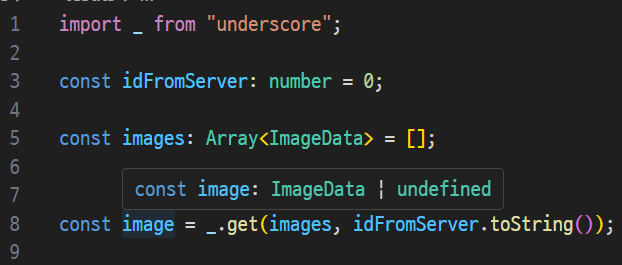 1 import _ from "underscore";
2
3 const idFromServer: number = 0;
4
5 const images: Array<ImageData> = [];
6
const image: ImageData | undefined
7
8 const image = _.get(images, idFromServer.toString());
9